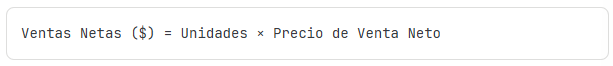 Ventas Netas ($) = Unidades × Precio de Venta Neto